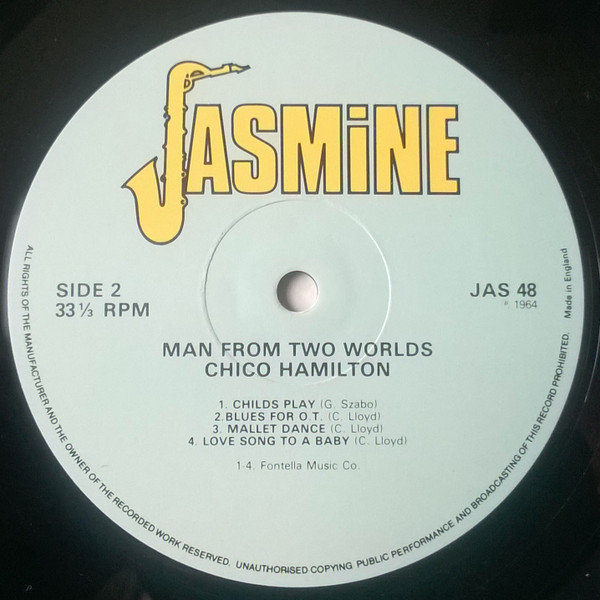 JASMiNE
SIDE 2
33 ⅓ RPM
JAS 48
℗ 1964
Made in England
MAN FROM TWO WORLDS
CHICO HAMILTON
1. CHILDS PLAY (G. Szabo)
2.BLUES FOR O.T. (C. Lloyd)
3. MALLET DANCE (C. Lloyd)
4. LOVE SONG TO A BABY (C. Lloyd)
1-4. Fontella Music Co.
ALL RIGHTS OF THE MANUFACTURER AND THE OWNER OF THE RECORDED WORK RESERVED. UNAUTHORISED COPYING PUBLIC PERFORMANCE AND BROADCASTING OF THIS RECORD PROHIBITED.